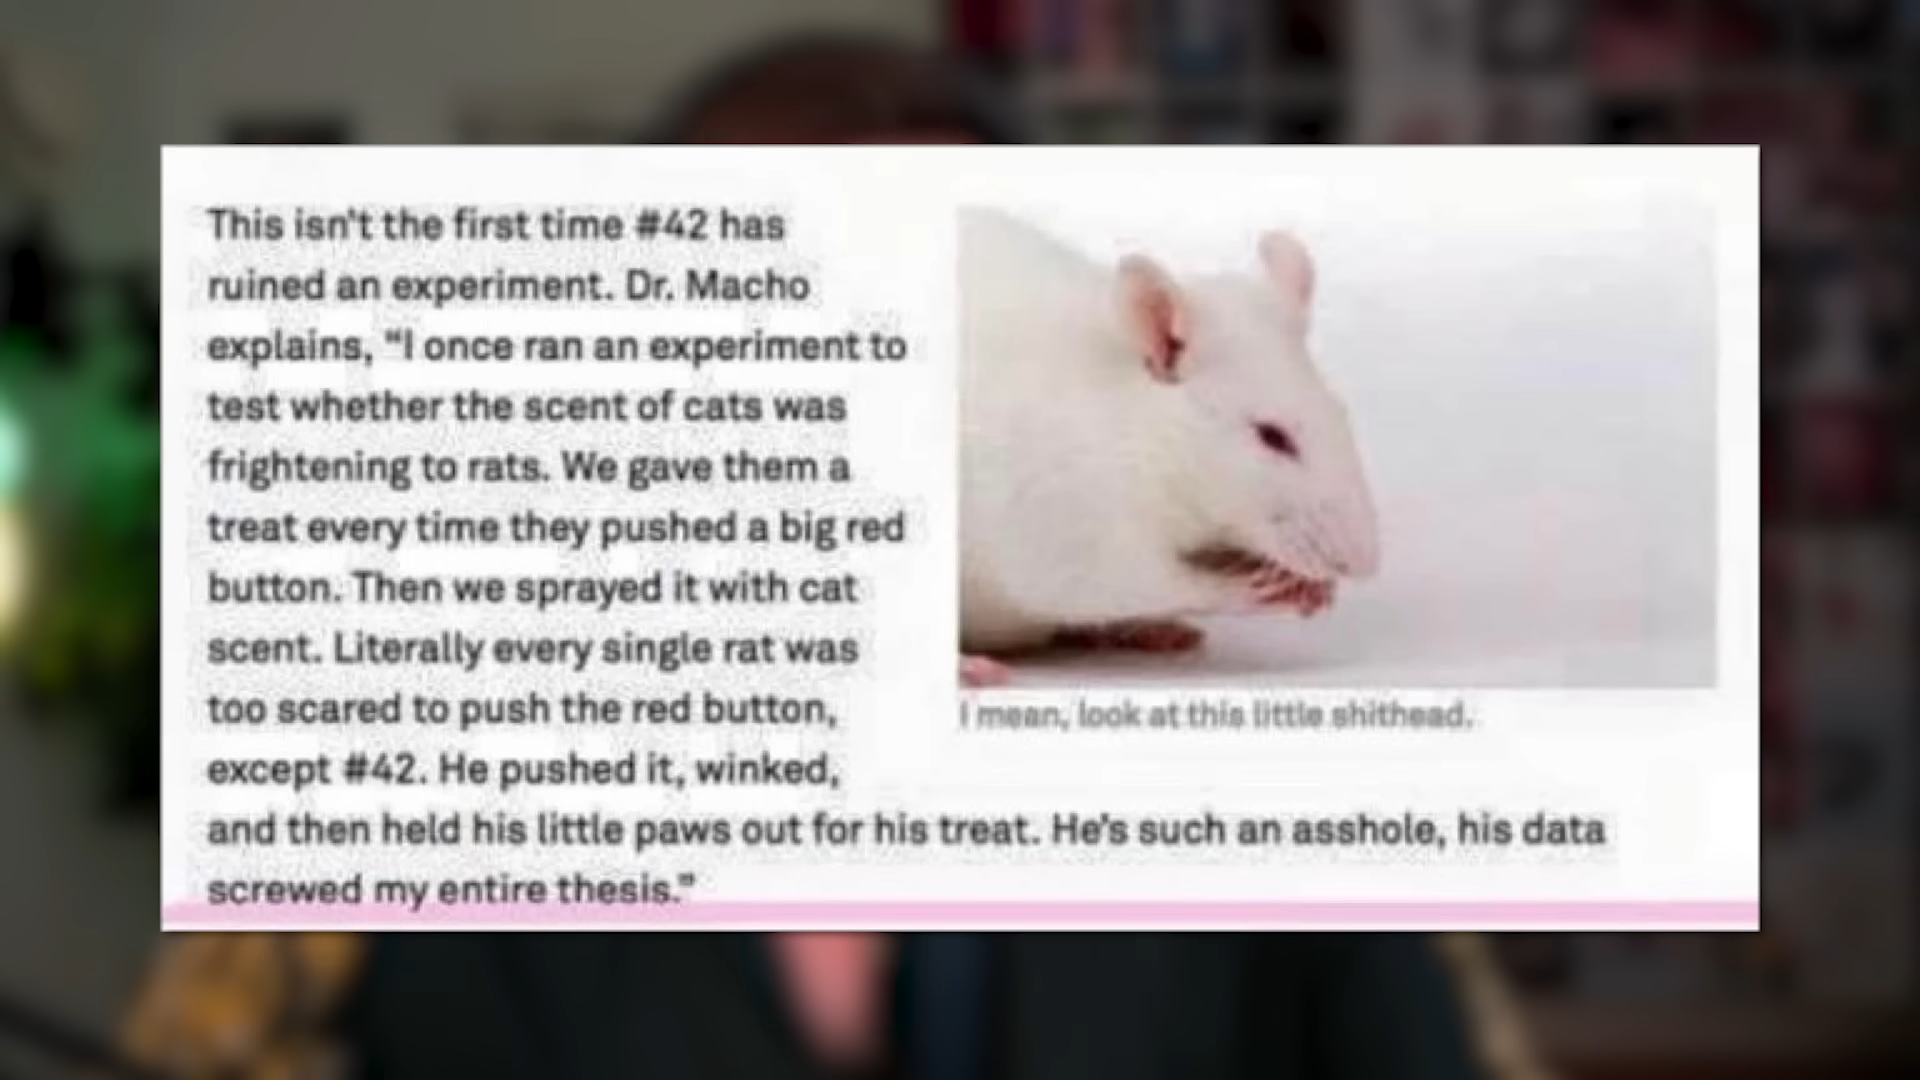 This isn't the first time #42 has
ruined an experiment. Dr. Macho
explains, “I once ran an experiment to
test whether the scent of cats was
frightening to rats. We gave them a
treat every time they pushed a big red
button. Then we sprayed it with cat
scent. Literally every single rat was
too scared to push the red button,
except #42. He pushed it, winked,
and then held his little paws out for his treat. He's such an asshole, his data
screwed my entire thesis.”
I mean, look at this little shithead.